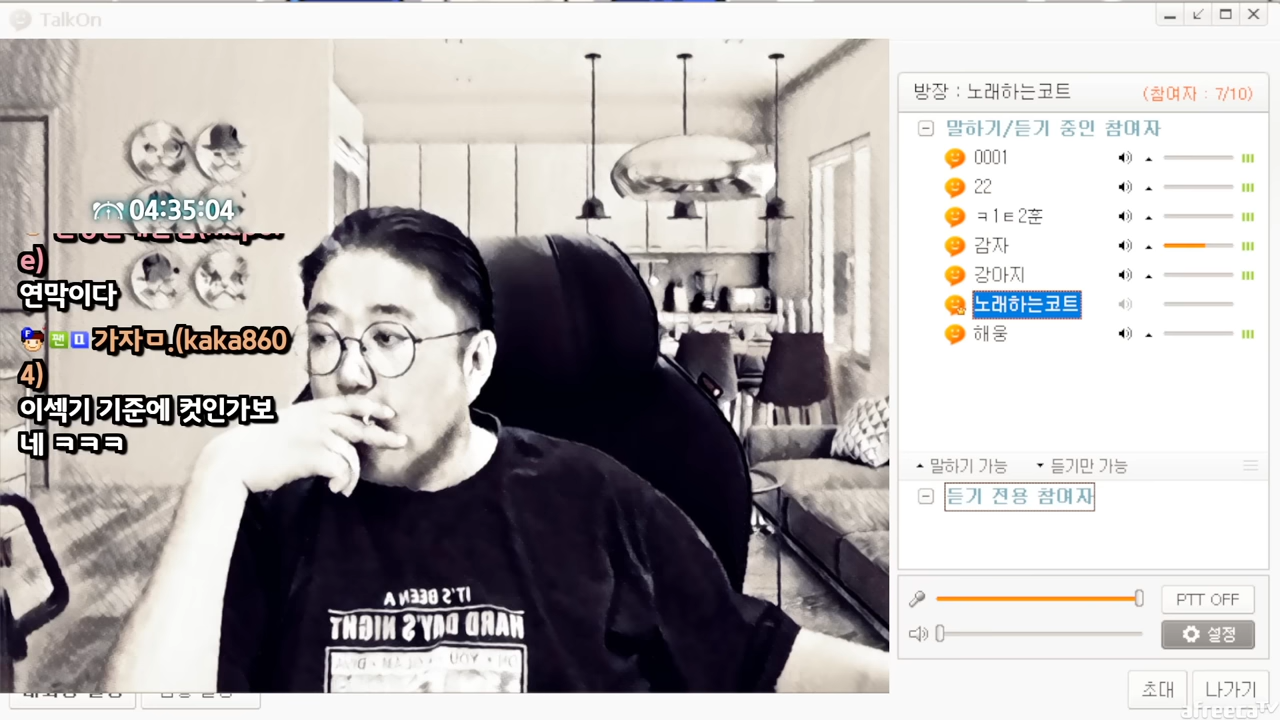 TalkOn
방장 : 노래하는코트
(참여자 : 7/10)
말하기/듣기 중인 참여자
0001
22
ㅋ1ㅌ2훈
감자
강마지
노래하는코트
해웅
말하기 가능
듣기만 가능
듣기 전용 참여자
PTT OFF
설정
초대
나가기
afreecaTV
04:35:04
e)
연막이다
F 팬 가자ㅁ.(kaka860
4)
이섹기 기준에 컷인가보
네 ㅋㅋㅋ
IT'S BEEN A
HARD DAY'S NIGHT